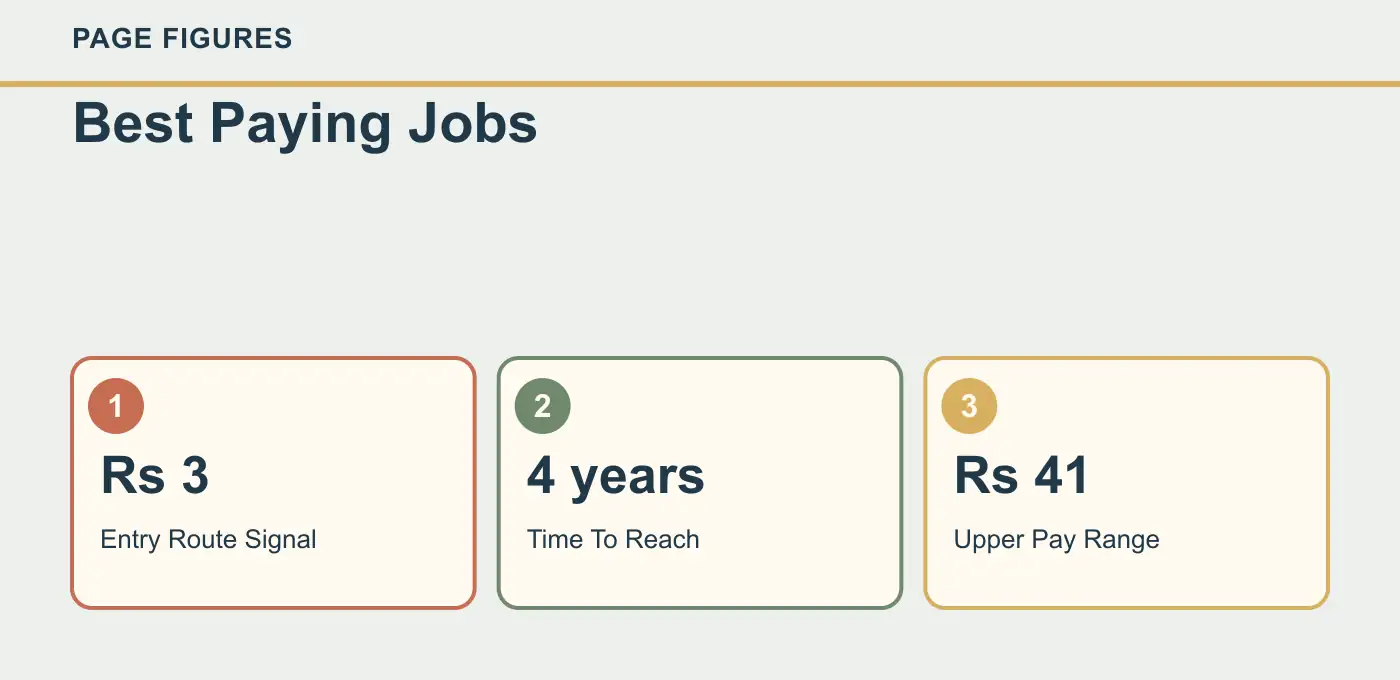 PAGE FIGURES
Best Paying Jobs
1
Rs 3
Entry Route Signal
2
4 years
Time To Reach
3
Rs 41
Upper Pay Range